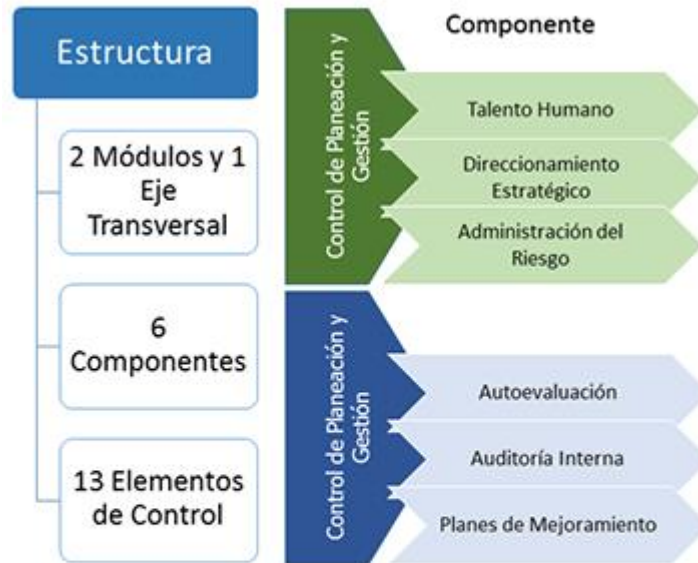 Estructura
2 Módulos y 1
Eje
Transversal
6
Componentes
13 Elementos
de Control
Componente
Control de Planeación y
Gestión
Talento Humano
Direccionamiento
Estratégico
Administración del
Riesgo
Control de Planeación y
Gestión
Autoevaluación
Auditoría Interna
Planes de Mejoramiento